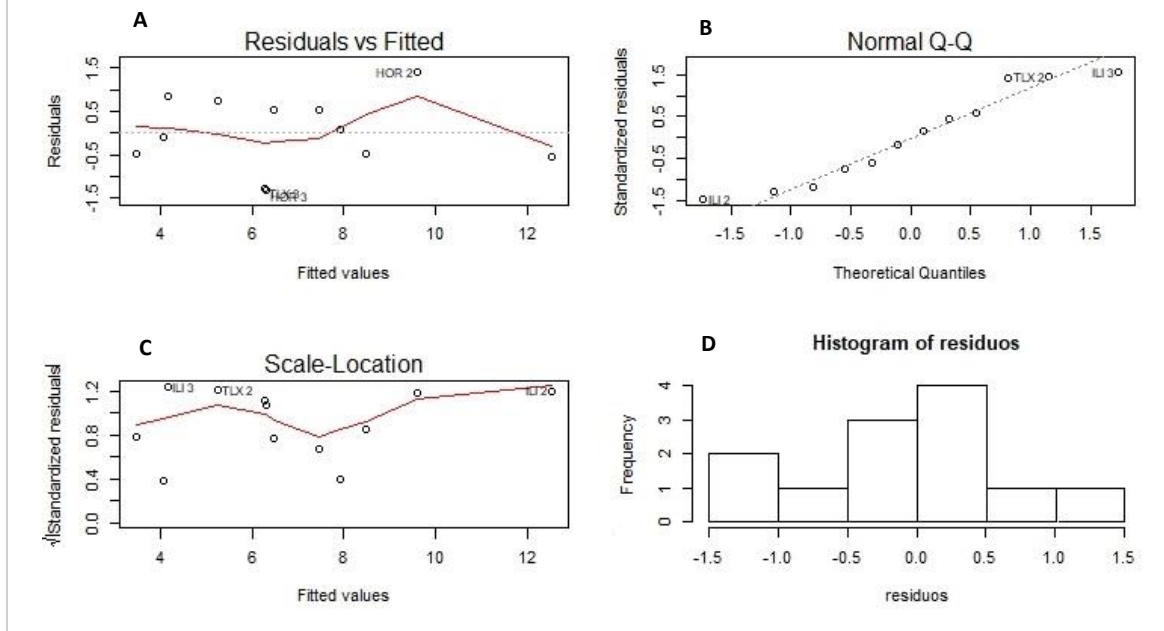 A
Residuals vs Fitted
Residuals
1.5
0.5
-0.5
-1.5
HOR 2
HOR 3
4 6 8 10 12
Fitted values
B
Normal Q-Q
Standardized residuals
1.5
0.5
-0.5
-1.5
TLX 2
ILI 3
ILI 2
-1.5 -1.0 -0.5 0.0 0.5 1.0 1.5
Theoretical Quantiles
C
Scale-Location
√|Standardized residuals|
1.2
0.8
0.4
0.0
ILI 3
TLX 2
ILI 2
4 6 8 10 12
Fitted values
D
Histogram of residuos
Frequency
4
3
2
1
0
-1.5 -1.0 -0.5 0.0 0.5 1.0 1.5
residuos